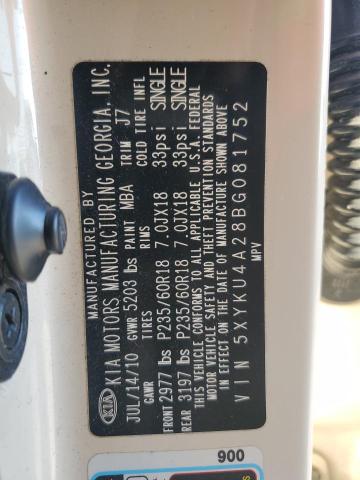 MANUFACTURED BY
KIA KIA MOTORS MANUFACTURING GEORGIA, INC.
JUL/14/10 GVWR 5203 lbs PAINT MBA TRIM J7
GAWR TIRES RIMS COLD TIRE INFL
FRONT 2977 lbs P235/60R18 7.0JX18 33psi SINGLE
REAR 3197 lbs P235/60R18 7.0JX18 33psi SINGLE
THIS VEHICLE CONFORMS TO ALL APPLICABLE U.S.A. FEDERAL
MOTOR VEHICLE SAFETY AND THEFT PREVENTION STANDARDS
IN EFFECT ON THE DATE OF MANUFACTURE SHOWN ABOVE
VIN 5XYKU4A28BG081752
MPV
900